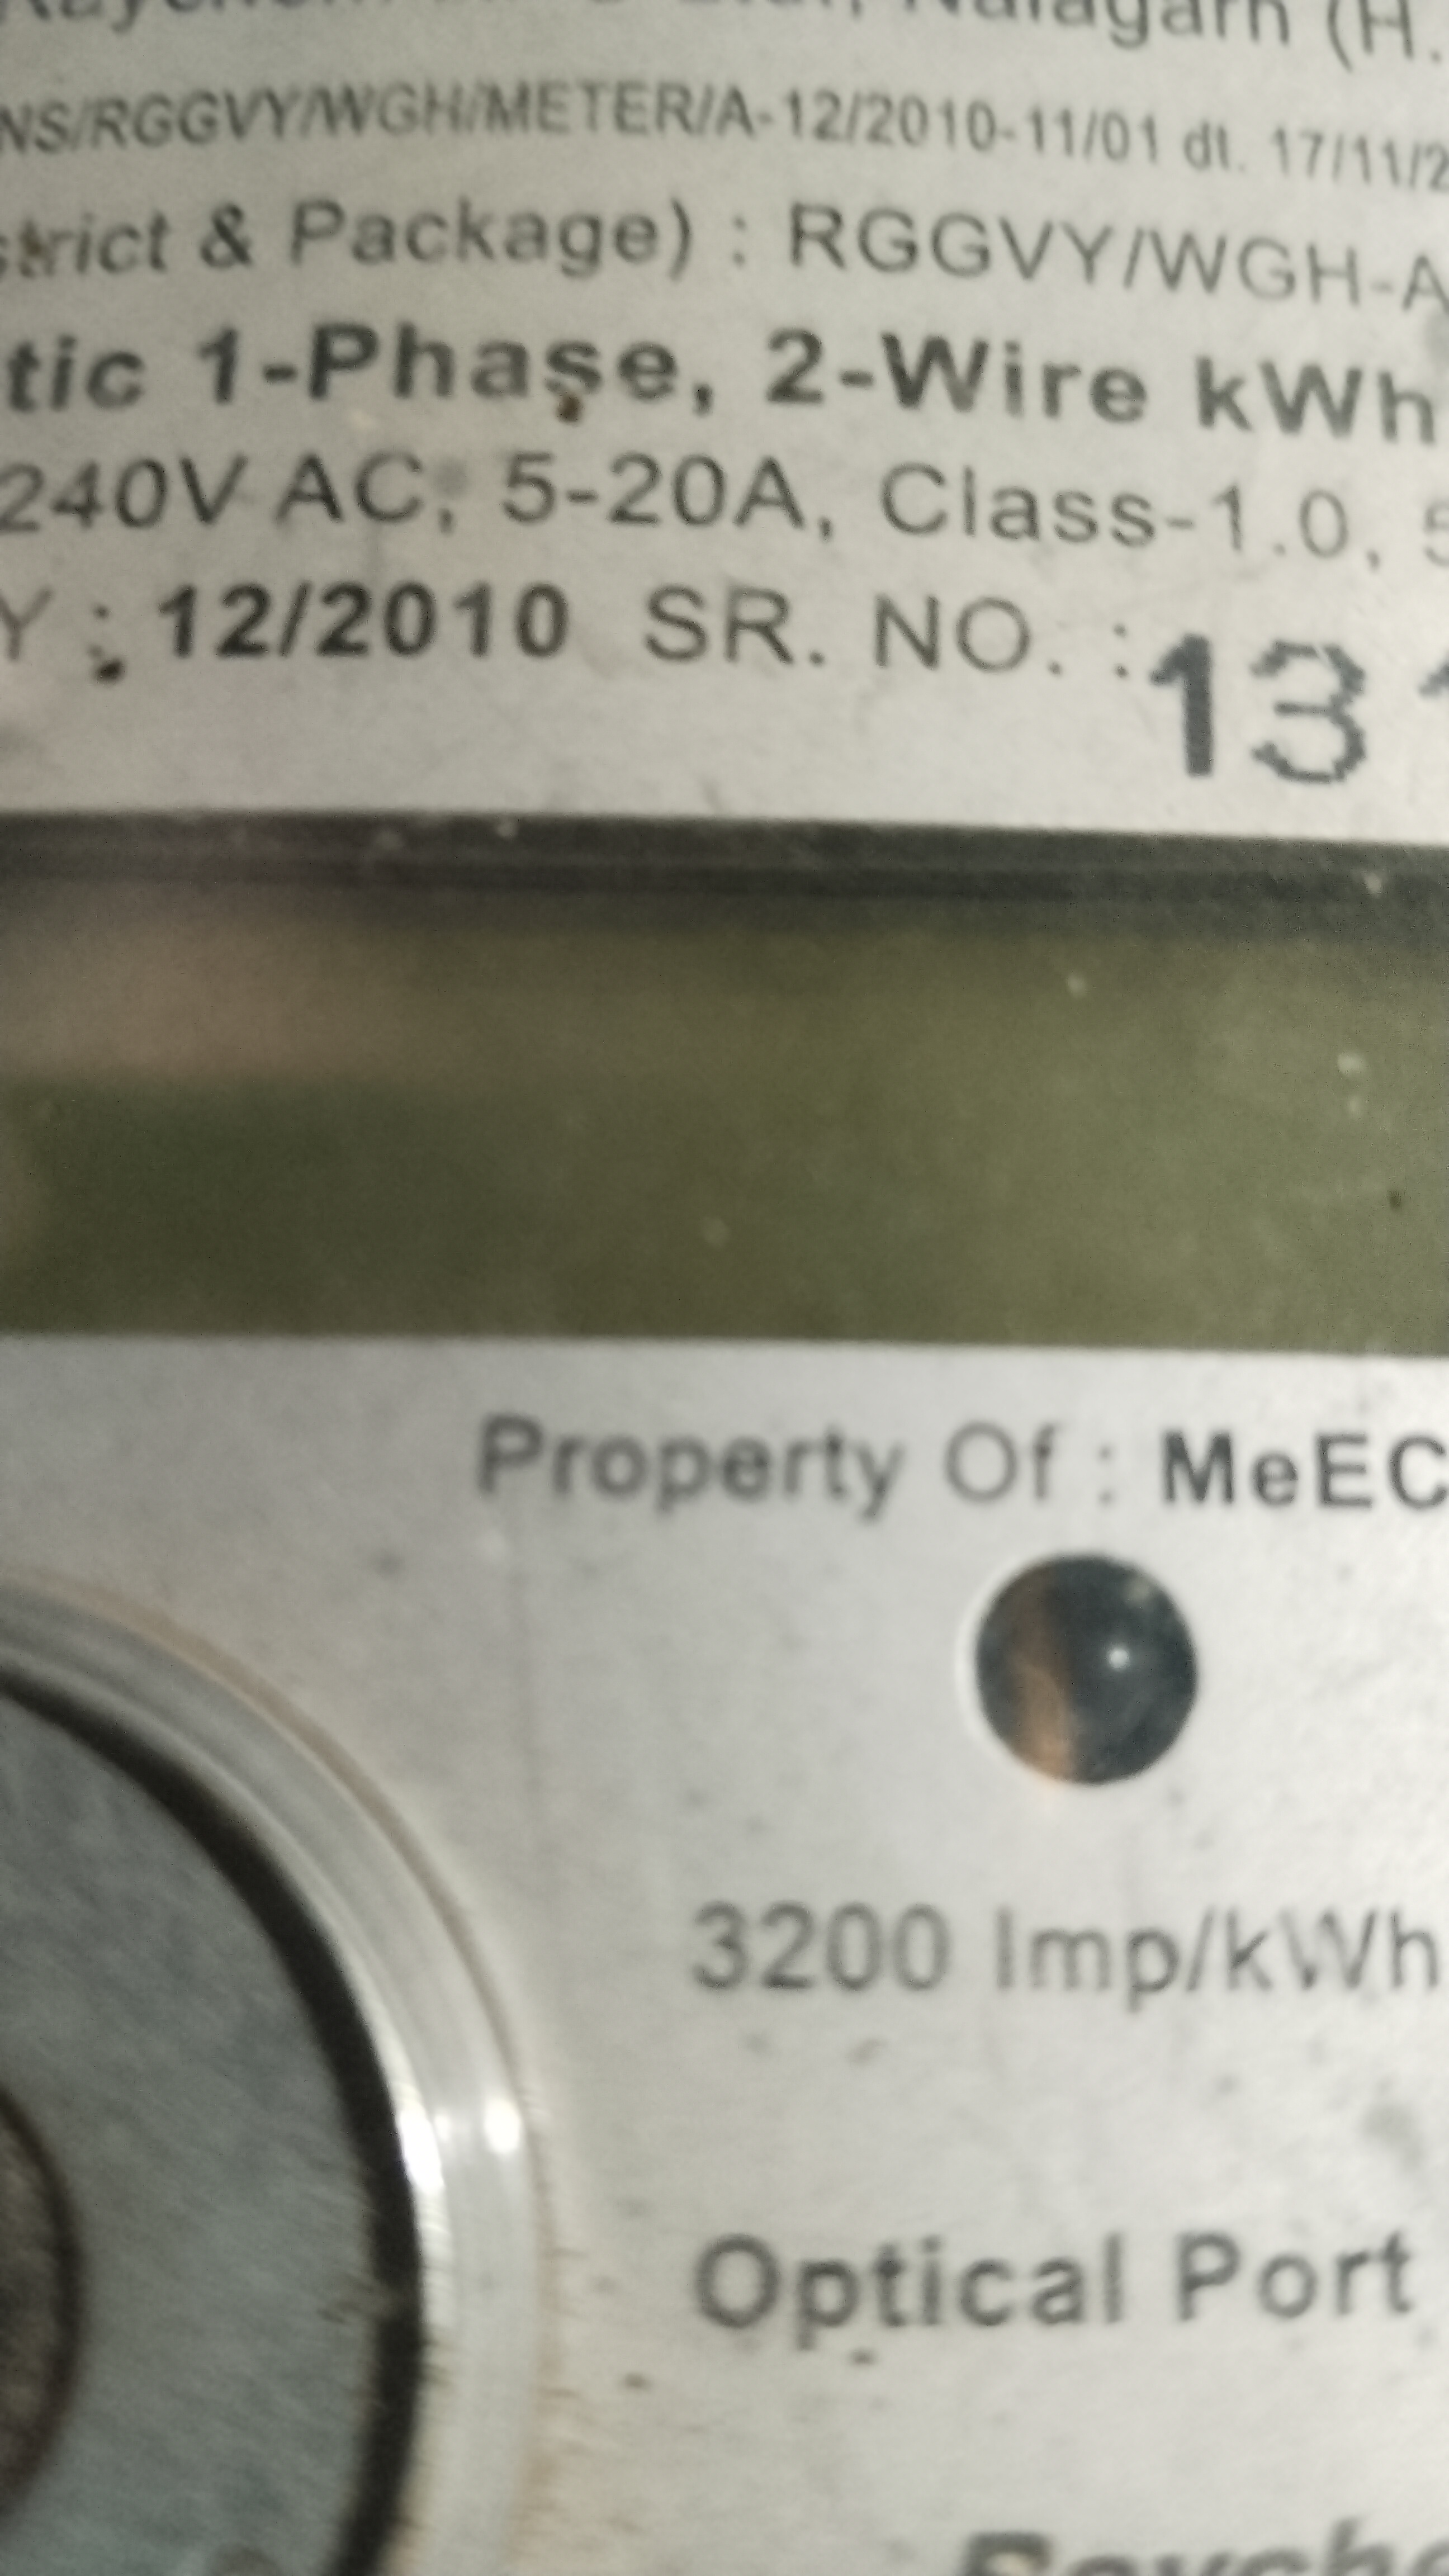 Nalagarh (H.
NS/RGGVY/WGH/METER/A-12/2010-11/01 dt. 17/11/2
strict & Package) : RGGVY/WGH-A
tic 1-Phase, 2-Wire kWh
240V AC, 5-20A, Class-1.0, 5
Y : 12/2010 SR. NO. : 131
Property Of : MeEC
3200 Imp/kWh
Optical Port